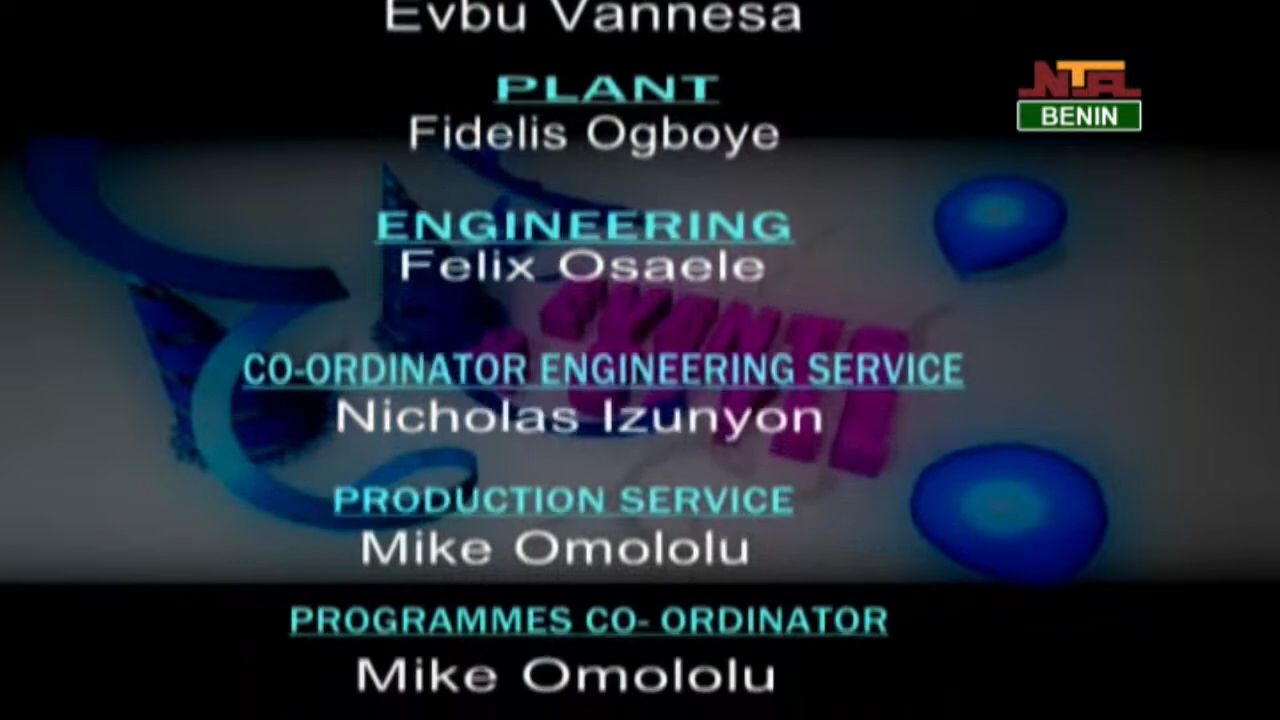 Evbu Vannesa
PLANT
NTA
BENIN
Fidelis Ogboye
ENGINEERING
Felix Osaele
EVENTS
CO-ORDINATOR ENGINEERING SERVICE
Nicholas Izunyon
PRODUCTION SERVICE
Mike Omololu
PROGRAMMES CO- ORDINATOR
Mike Omololu